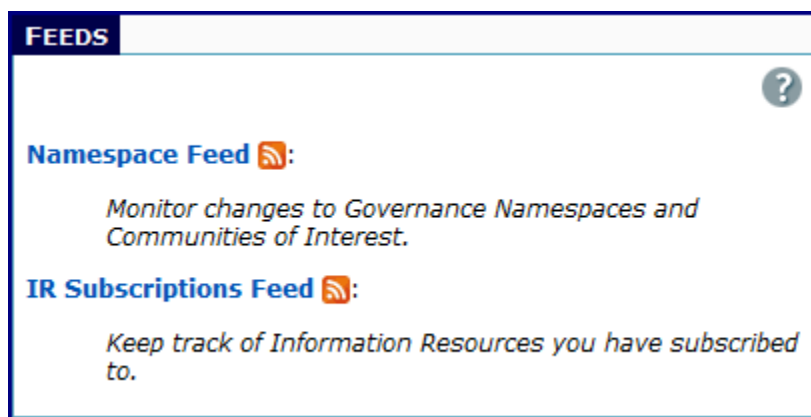 FEEDS
?
Namespace Feed :
Monitor changes to Governance Namespaces and
Communities of Interest.
IR Subscriptions Feed :
Keep track of Information Resources you have subscribed
to.